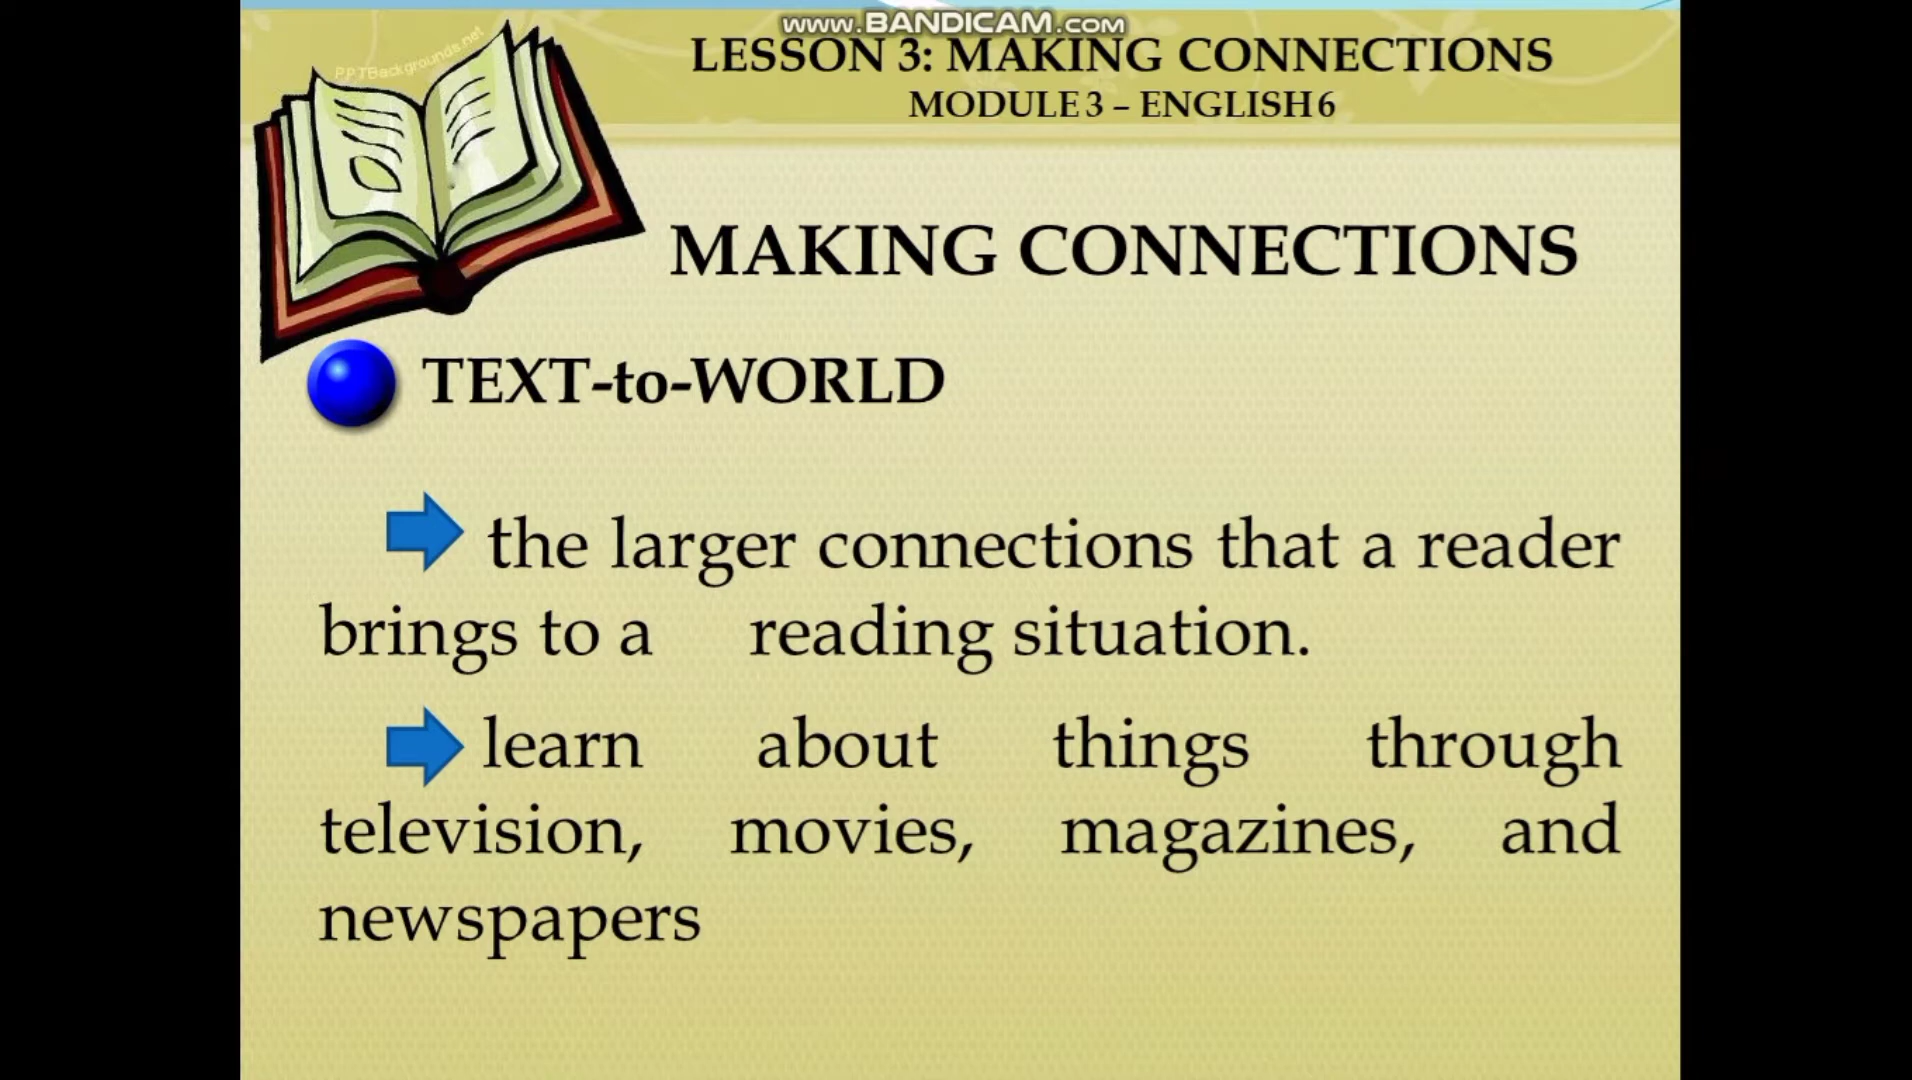 www.BANDICAM.com
PPTBackgrounds.net
LESSON 3: MAKING CONNECTIONS
MODULE 3 – ENGLISH 6
MAKING CONNECTIONS
TEXT-to-WORLD
the larger connections that a reader
brings to a reading situation.
learn about things through
television, movies, magazines, and
newspapers